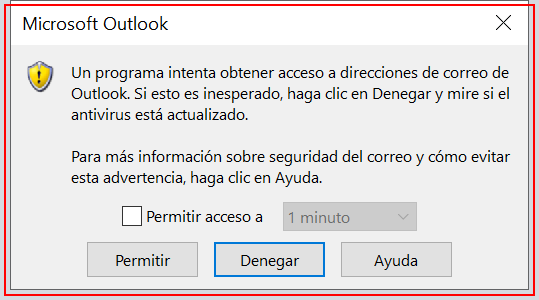 Microsoft Outlook
Un programa intenta obtener acceso a direcciones de correo de
Outlook. Si esto es inesperado, haga clic en Denegar y mire si el
antivirus está actualizado.
Para más información sobre seguridad del correo y cómo evitar
esta advertencia, haga clic en Ayuda.
Permitir acceso a 1 minuto
Permitir Denegar Ayuda